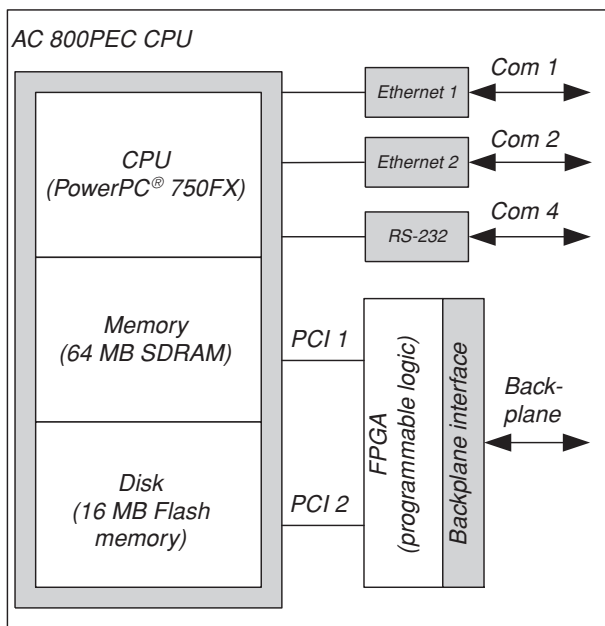 AC 800PEC CPU
CPU
(PowerPC® 750FX)
Memory
(64 MB SDRAM)
Disk
(16 MB Flash
memory)
Ethernet 1
Com 1
Ethernet 2
Com 2
RS-232
Com 4
PCI 1
PCI 2
FPGA
(programmable logic)
Backplane interface
Back-
plane